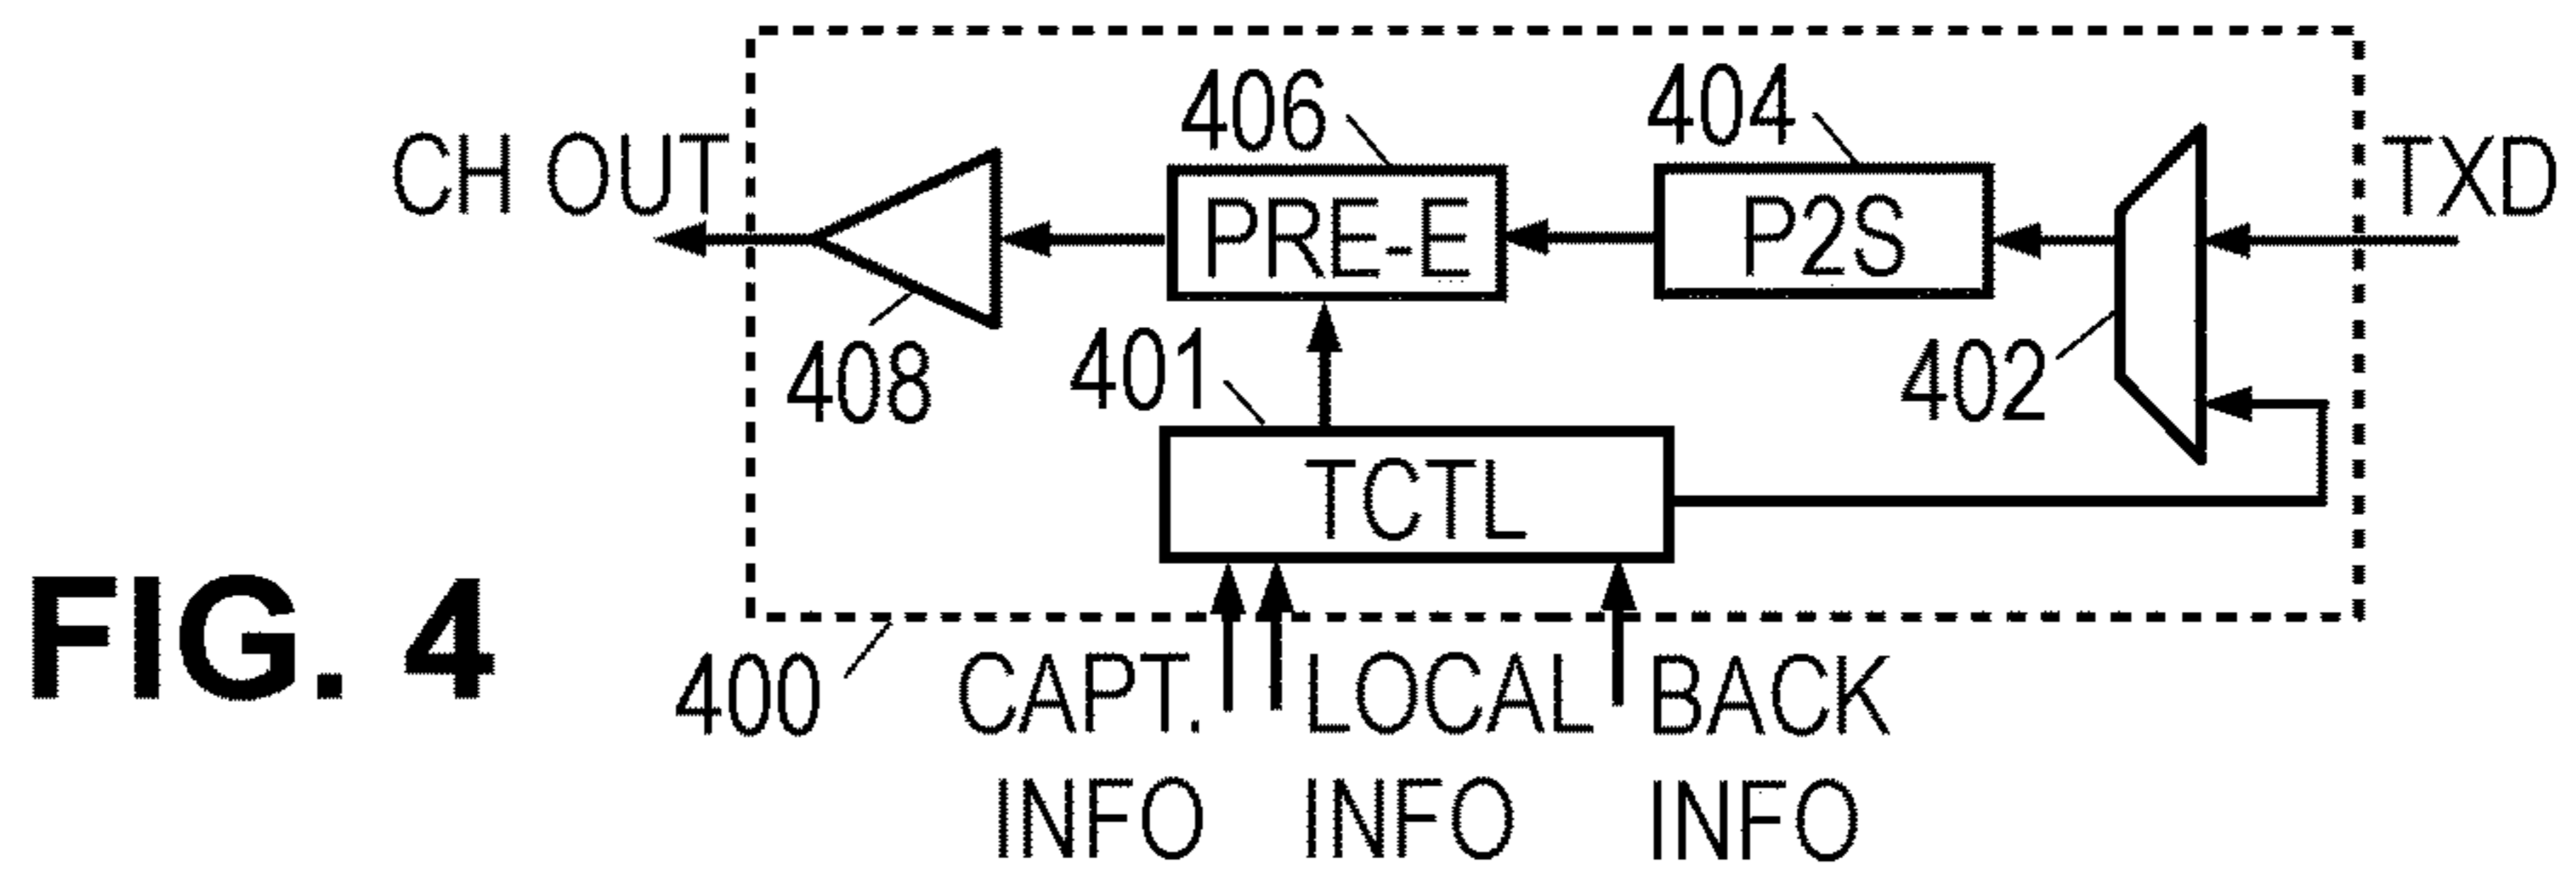 406
404
CH OUT
TXD
PRE-E
P2S
408
401
402
TCTL
FIG. 4
400
CAPT.
INFO
LOCAL
INFO
BACK
INFO